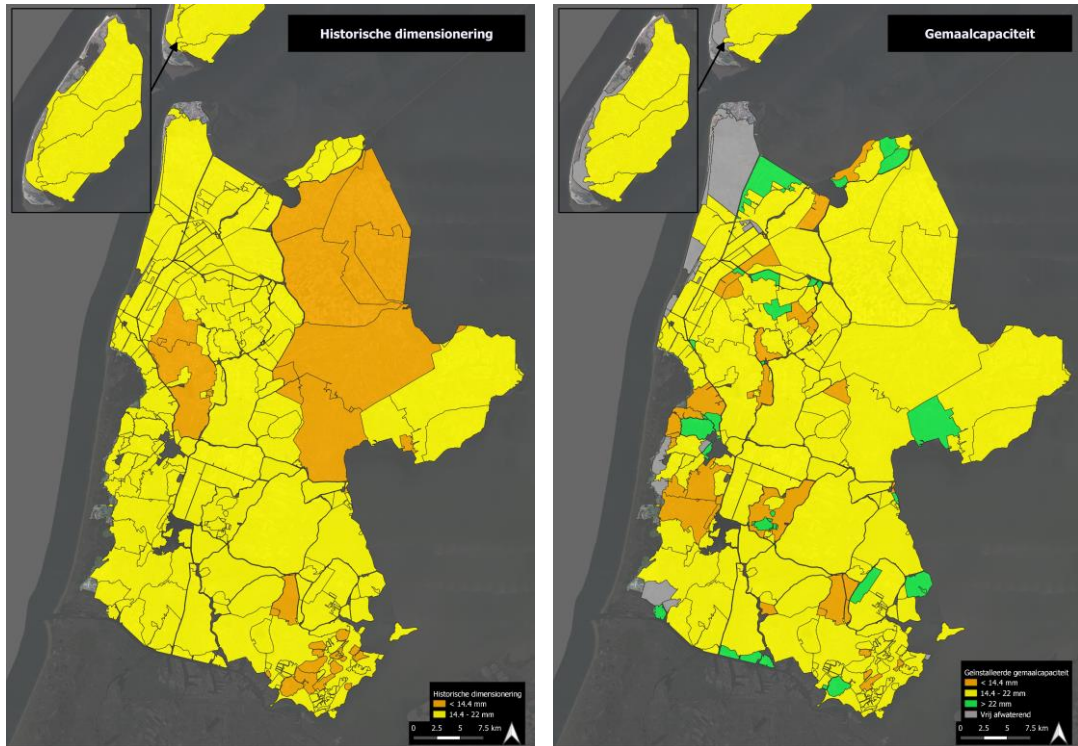 Historische dimensionering
Historische dimensionering
< 14.4 mm
14.4 - 22 mm
0 2.5 5 7.5 km
Gemaalcapaciteit
Geïnstalleerde gemaalcapaciteit
< 14.4 mm
14.4 - 22 mm
> 22 mm
Vrij afwaterend
0 2.5 5 7.5 km